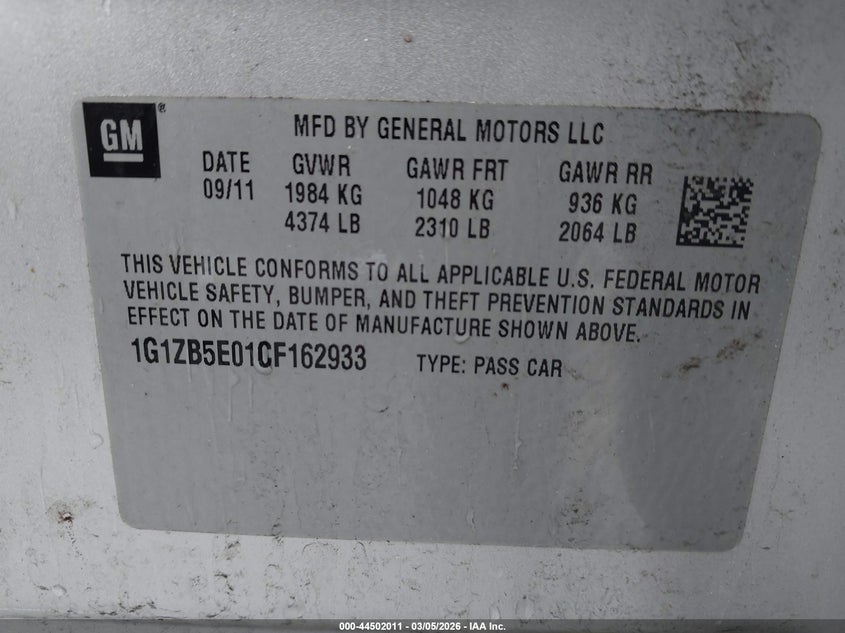 GM ®
MFD BY GENERAL MOTORS LLC
DATE GVWR GAWR FRT GAWR RR
09/11 1984 KG 1048 KG 936 KG
4374 LB 2310 LB 2064 LB
THIS VEHICLE CONFORMS TO ALL APPLICABLE U.S. FEDERAL MOTOR
VEHICLE SAFETY, BUMPER, AND THEFT PREVENTION STANDARDS IN
EFFECT ON THE DATE OF MANUFACTURE SHOWN ABOVE.
1G1ZB5E01CF162933 TYPE: PASS CAR
000-44502011 - 03/05/2026 - IAA Inc.